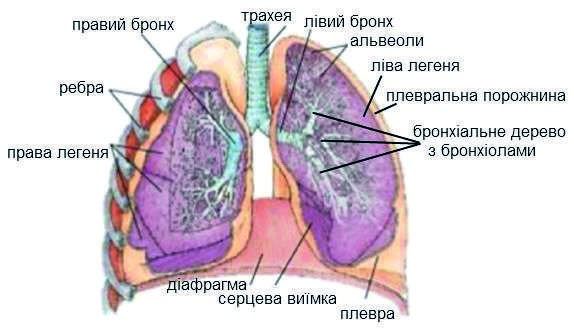 трахея
правий бронх
лівий бронх
альвеоли
ліва легеня
ребра
плевральна порожнина
бронхіальне дерево
з бронхіолами
права легеня
діафрагма
серцева виїмка
плевра